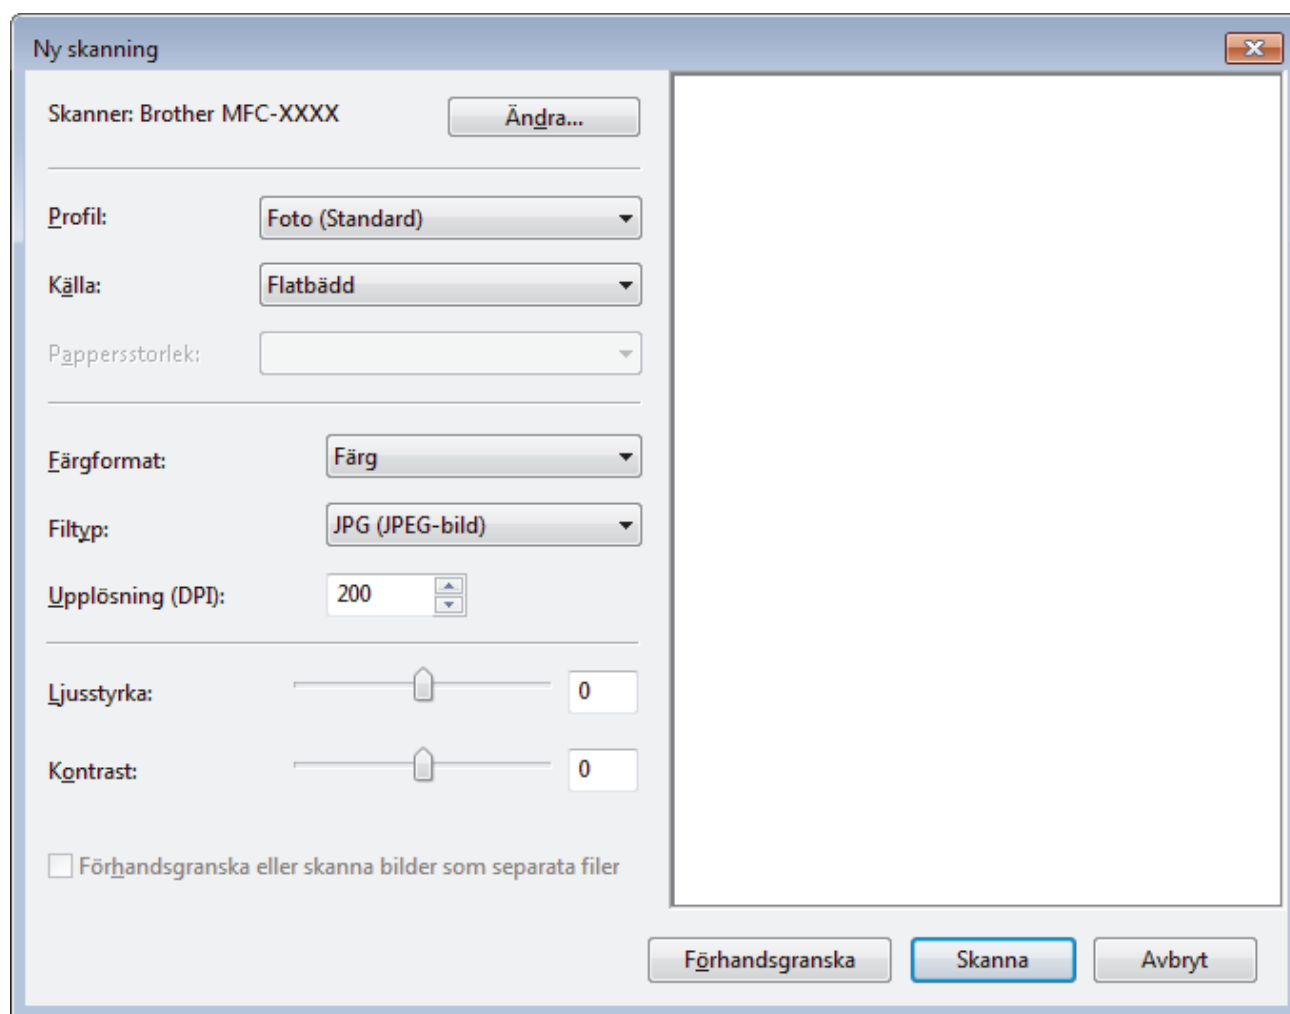 Ny skanning
Skanner: Brother MFC-XXXX
Ändra...
Profil:
Foto (Standard)
Källa:
Flatbädd
Pappersstorlek:
Färgformat:
Färg
Filtyp:
JPG (JPEG-bild)
Upplösning (DPI):
200
Ljusstyrka:
0
Kontrast:
0
Förhandsgranska eller skanna bilder som separata filer
Förhandsgranska
Skanna
Avbryt